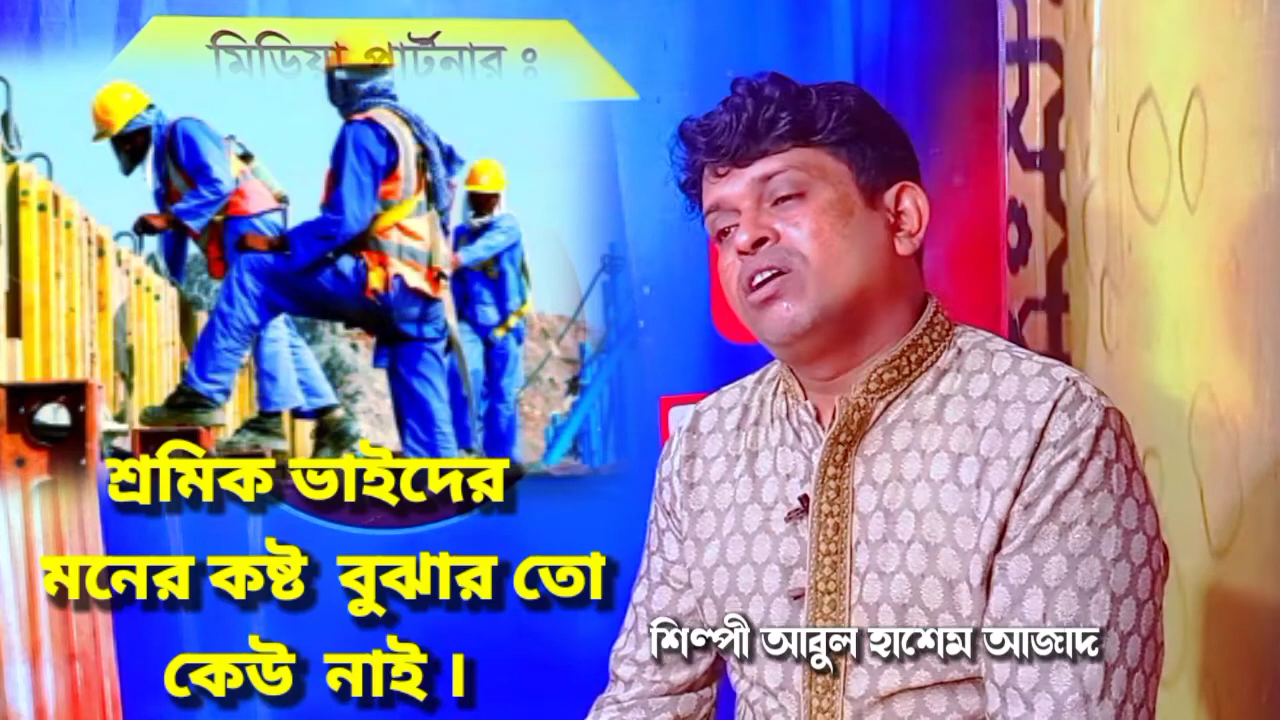 মিডিয়া পার্টনার ঃ
শ্রমিক ভাইদের
মনের কষ্ট বুঝার তো
কেউ নাই।
শিল্পী আবুল হাশেম আজাদ